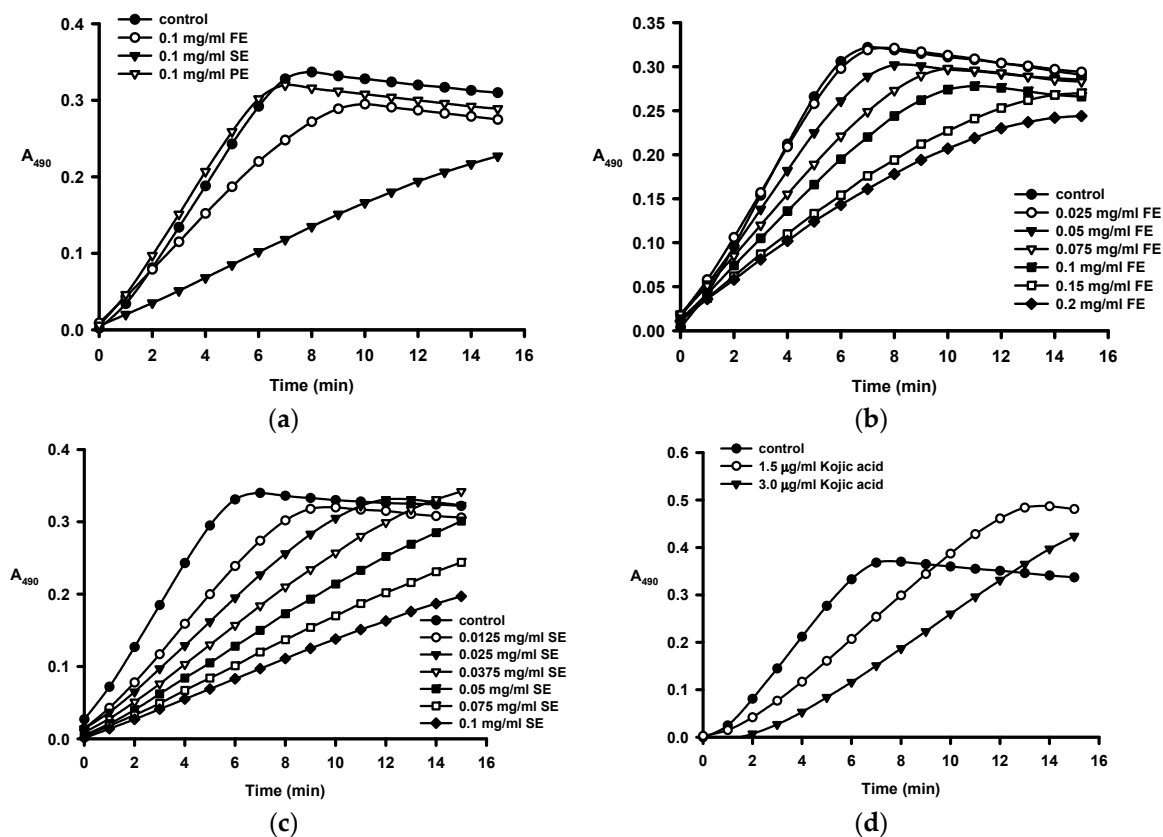 control
0.1 mg/ml FE
0.1 mg/ml SE
0.1 mg/ml PE
0.4
0.3
0.2
0.1
0.0
A490
0 2 4 6 8 10 12 14 16
Time (min)
(a)
0.35
0.30
0.25
0.20
0.15
0.10
0.05
0.00
A490
control
0.025 mg/ml FE
0.05 mg/ml FE
0.075 mg/ml FE
0.1 mg/ml FE
0.15 mg/ml FE
0.2 mg/ml FE
0 2 4 6 8 10 12 14 16
Time (min)
(b)
0.4
0.3
0.2
0.1
0.0
A490
control
0.0125 mg/ml SE
0.025 mg/ml SE
0.0375 mg/ml SE
0.05 mg/ml SE
0.075 mg/ml SE
0.1 mg/ml SE
0 2 4 6 8 10 12 14 16
Time (min)
(c)
control
1.5 μg/ml Kojic acid
3.0 μg/ml Kojic acid
0.6
0.5
0.4
0.3
0.2
0.1
0.0
A490
0 2 4 6 8 10 12 14 16
Time (min)
(d)